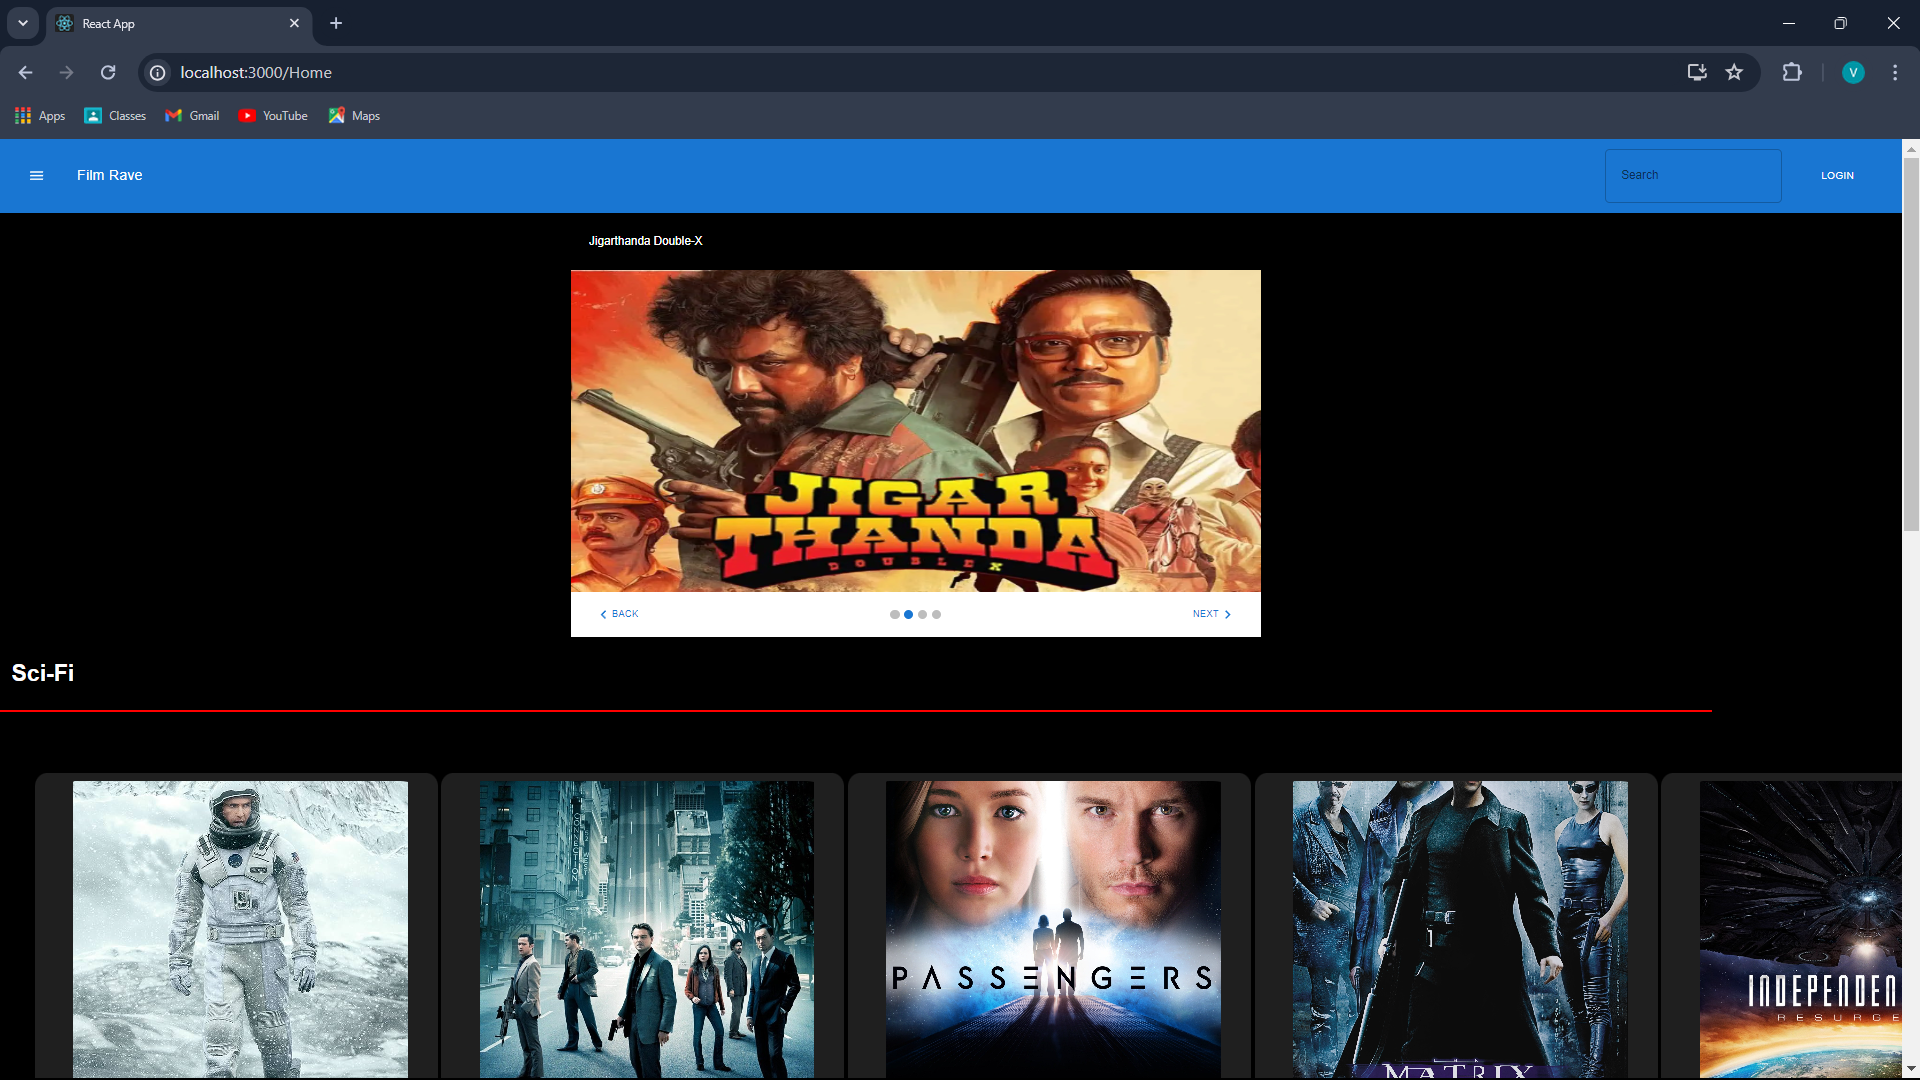 React App
localhost:3000/Home
V
Apps Classes Gmail YouTube Maps
Film Rave
Search
LOGIN
Jigarthanda Double-X
JIGAR
THANDA
DOUBLE X
BACK
NEXT
Sci-Fi
PASSENGERS
MATRIX
INDEPENDEN
RESURGE